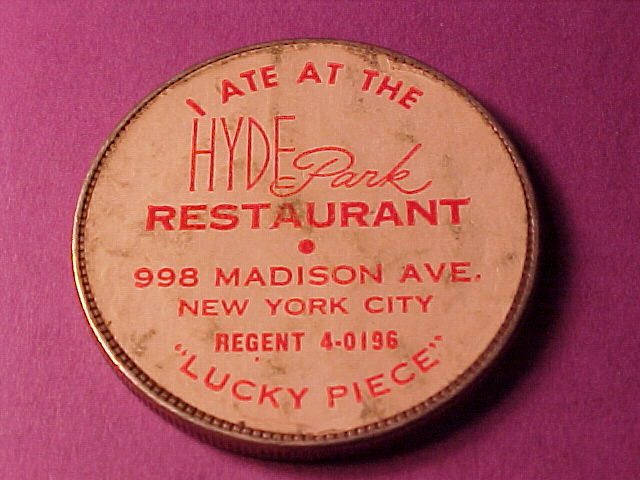 I ATE AT THE
HYDE Park
RESTAURANT
998 MADISON AVE.
NEW YORK CITY
REGENT 4-0196
"LUCKY PIECE"